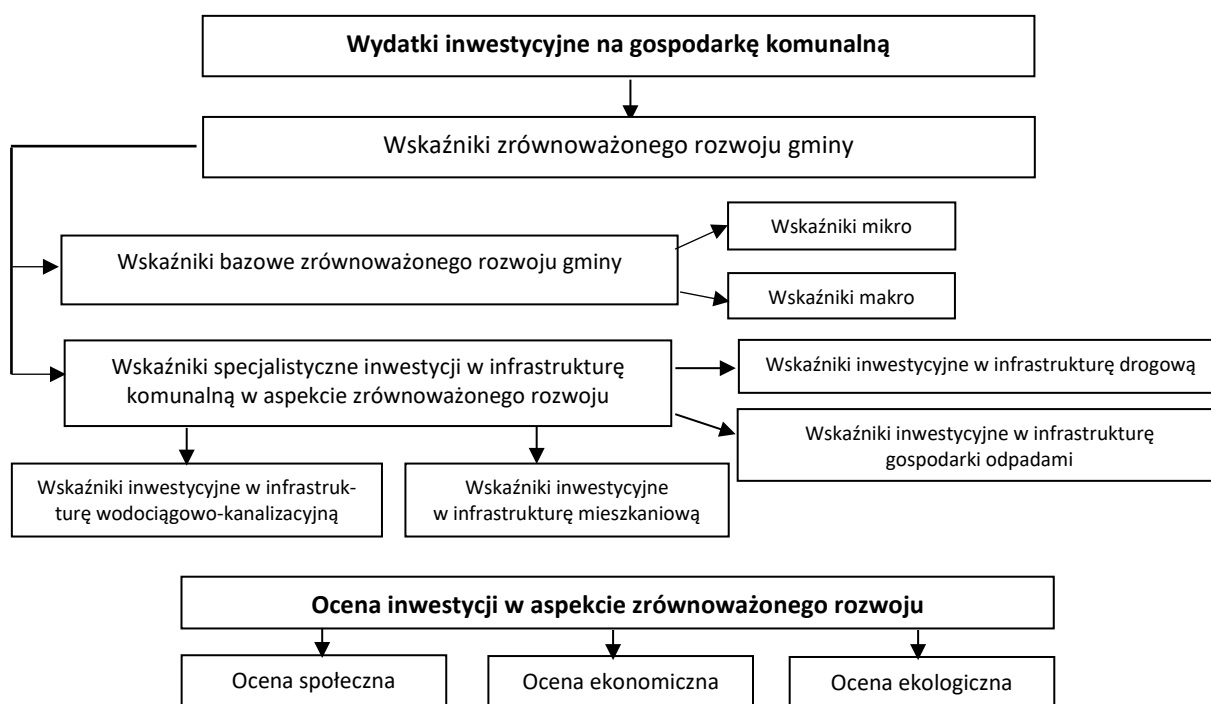 Wydatki inwestycyjne na gospodarkę komunalną
Wskaźniki zrównoważonego rozwoju gminy
Wskaźniki mikro
Wskaźniki bazowe zrównoważonego rozwoju gminy
Wskaźniki makro
Wskaźniki specjalistyczne inwestycji w infrastrukturę
komunalną w aspekcie zrównoważonego rozwoju
Wskaźniki inwestycyjne w infrastrukturę drogową
Wskaźniki inwestycyjne w infrastrukturę
gospodarki odpadami
Wskaźniki inwestycyjne w infrastruk-
turę wodociągowo-kanalizacyjną
Wskaźniki inwestycyjne
w infrastrukturę mieszkaniową
Ocena inwestycji w aspekcie zrównoważonego rozwoju
Ocena społeczna
Ocena ekonomiczna
Ocena ekologiczna